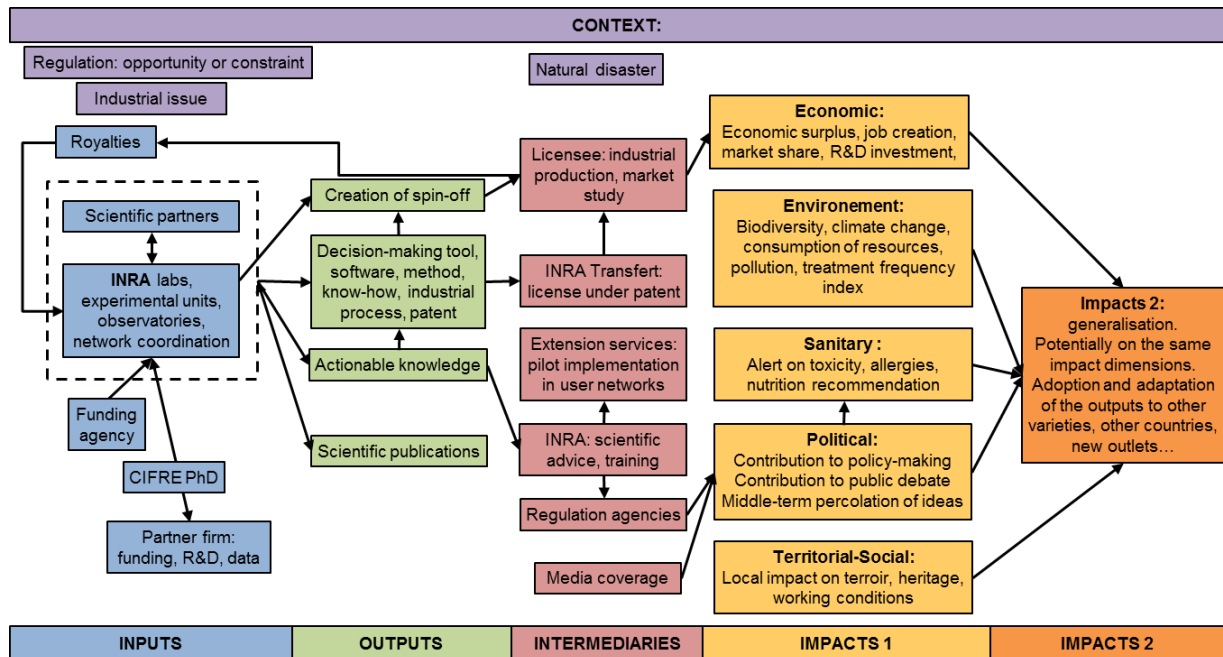 CONTEXT:
Regulation: opportunity or constraint
Industrial issue
Natural disaster
Royalties
Scientific partners
INRA labs,
experimental units,
observatories,
network coordination
Funding
agency
CIFRE PhD
Partner firm:
funding, R&D, data
Creation of spin-off
Decision-making tool,
software, method,
know-how, industrial
process, patent
Actionable knowledge
Scientific publications
Licensee: industrial
production, market
study
INRA Transfert:
license under patent
Extension services:
pilot implementation
in user networks
INRA: scientific
advice, training
Regulation agencies
Media coverage
Economic:
Economic surplus, job creation,
market share, R&D investment,
Environement:
Biodiversity, climate change,
consumption of resources,
pollution, treatment frequency
index
Sanitary :
Alert on toxicity, allergies,
nutrition recommendation
Political:
Contribution to policy-making
Contribution to public debate
Middle-term percolation of ideas
Territorial-Social:
Local impact on terroir, heritage,
working conditions
Impacts 2:
generalisation.
Potentially on the same
impact dimensions.
Adoption and adaptation
of the outputs to other
varieties, other countries,
new outlets…
INPUTS
OUTPUTS
INTERMEDIARIES
IMPACTS 1
IMPACTS 2